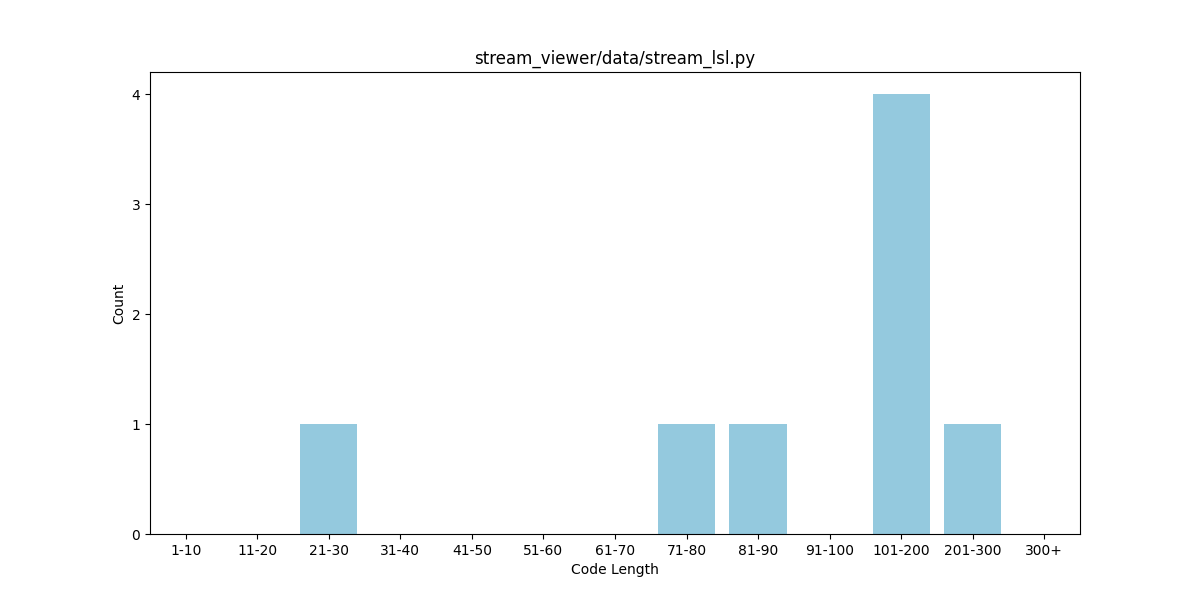 stream_viewer/data/stream_lsl.py
Count
4
3
2
1
0
1-10 11-20 21-30 31-40 41-50 51-60 61-70 71-80 81-90 91-100 101-200 201-300 300+
Code Length